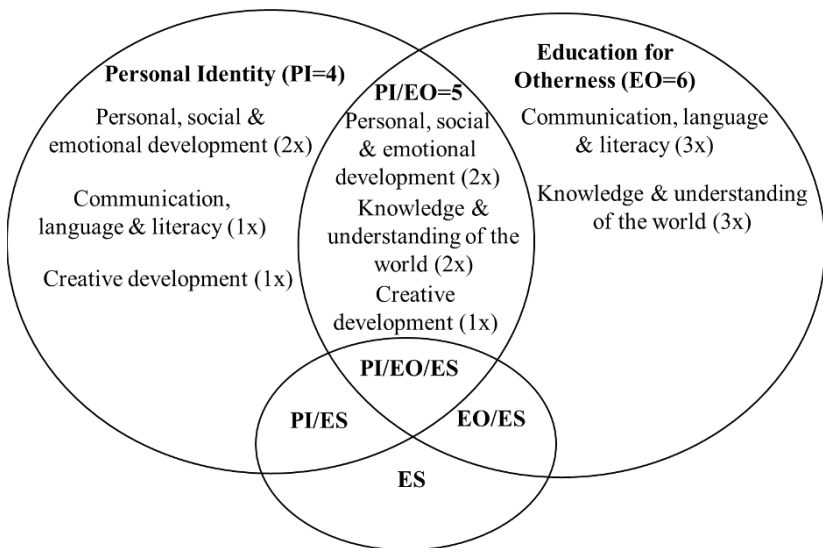 Personal Identity (PI=4)
Personal, social &
emotional development (2x)
Communication,
language & literacy (1x)
Creative development (1x)
PI/EO=5
Personal, social
& emotional
development (2x)
Knowledge &
understanding of the
world (2x)
Creative
development (1x)
Education for
Otherness (EO=6)
Communication, language
& literacy (3x)
Knowledge & understanding
of the world (3x)
PI/EO/ES
PI/ES
EO/ES
ES